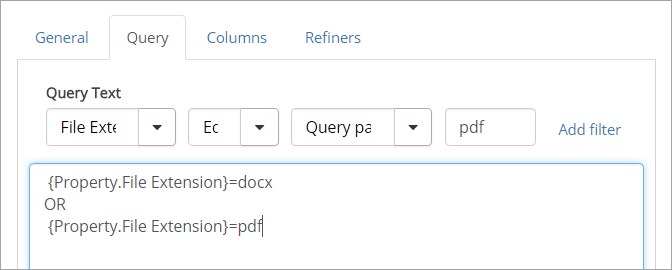 General Query Columns Refiners
Query Text
File Exte Ec Query pa pdf Add filter
{Property.File Extension}=docx
OR
{Property.File Extension}=pdf